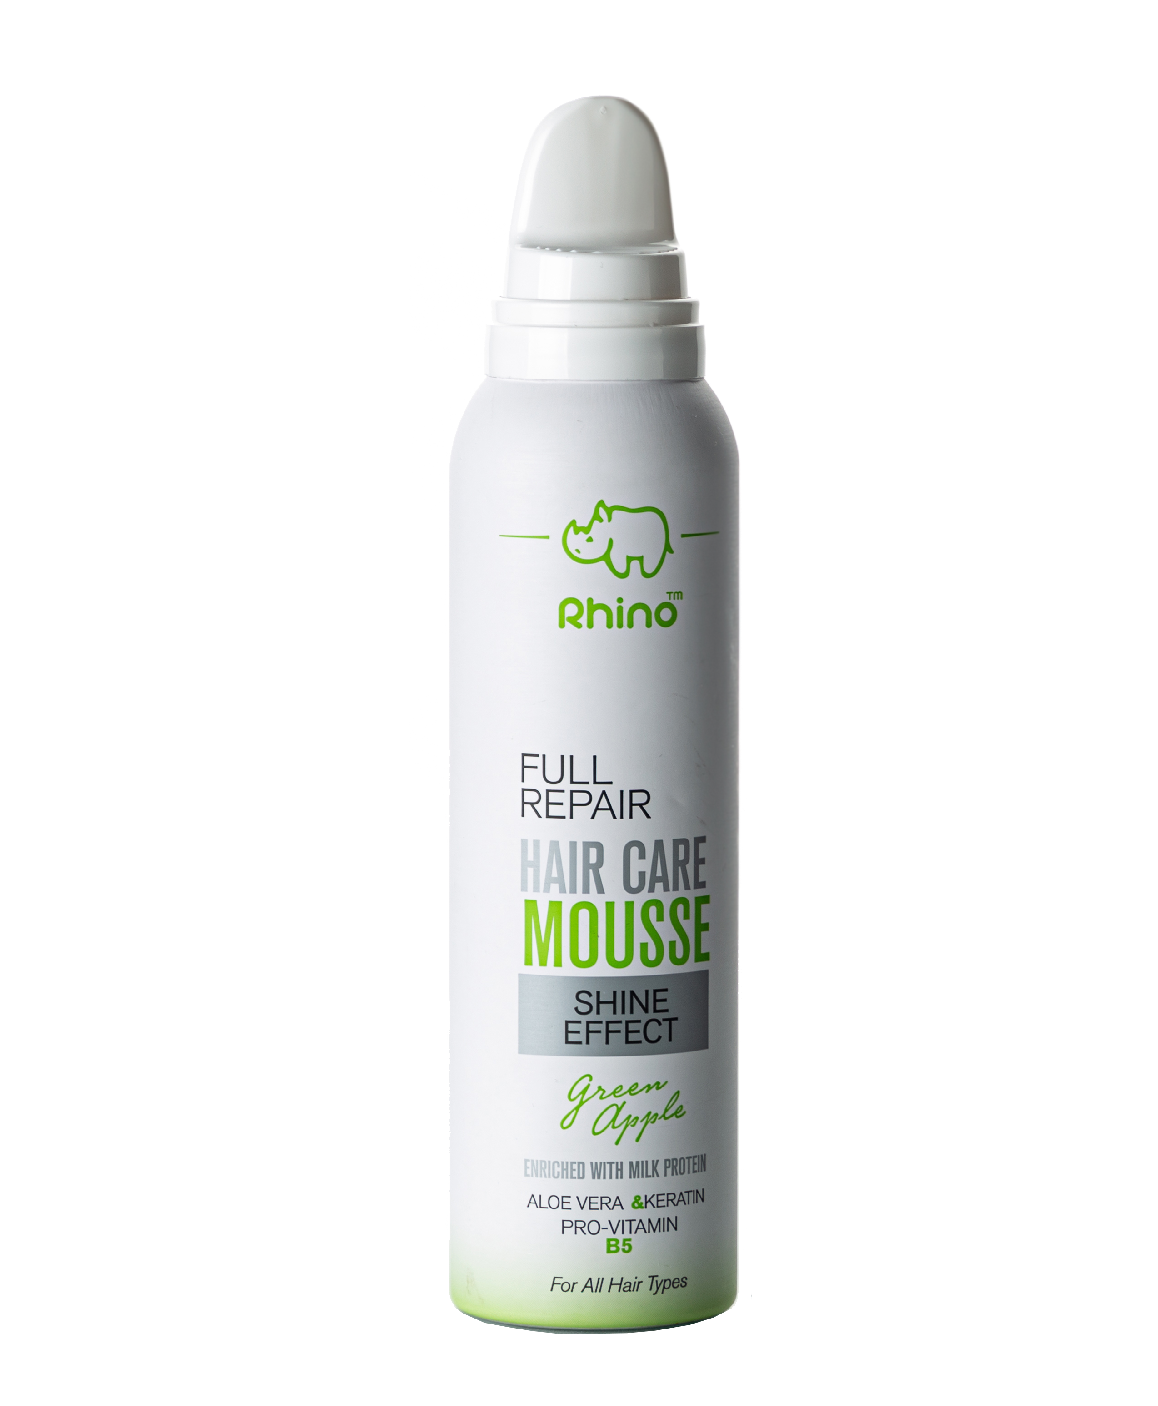 Rhino™
FULL
REPAIR
HAIR CARE
MOUSSE
SHINE
EFFECT
Green
Apple
ENRICHED WITH MILK PROTEIN
ALOE VERA &KERATIN
PRO-VITAMIN
B5
For All Hair Types